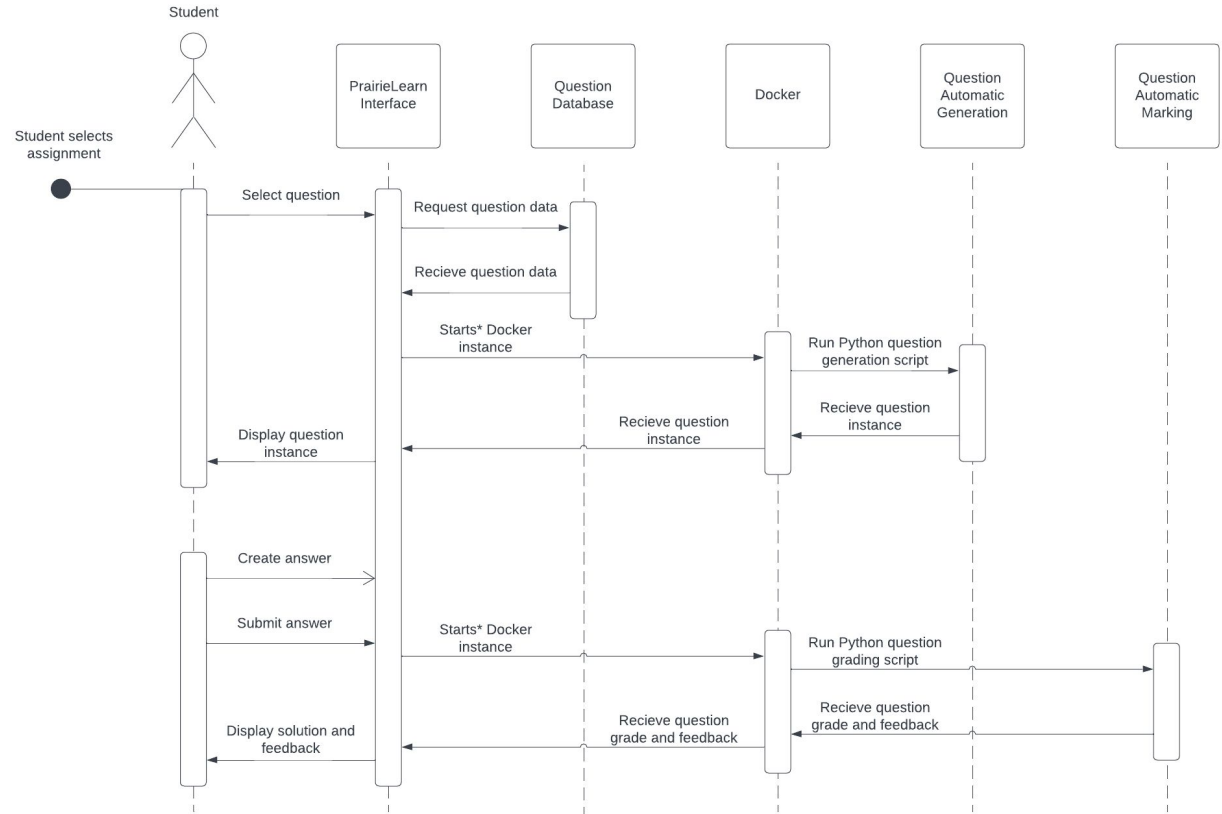 Student
PrairieLearn
Interface
Question
Database
Docker
Question
Automatic
Generation
Question
Automatic
Marking
Student selects
assignment
Select question
Request question data
Recieve question data
Starts* Docker
instance
Run Python question
generation script
Recieve question
instance
Recieve question
instance
Display question
instance
Create answer
Submit answer
Starts* Docker
instance
Run Python question
grading script
Recieve question
grade and feedback
Recieve question
grade and feedback
Display solution and
feedback